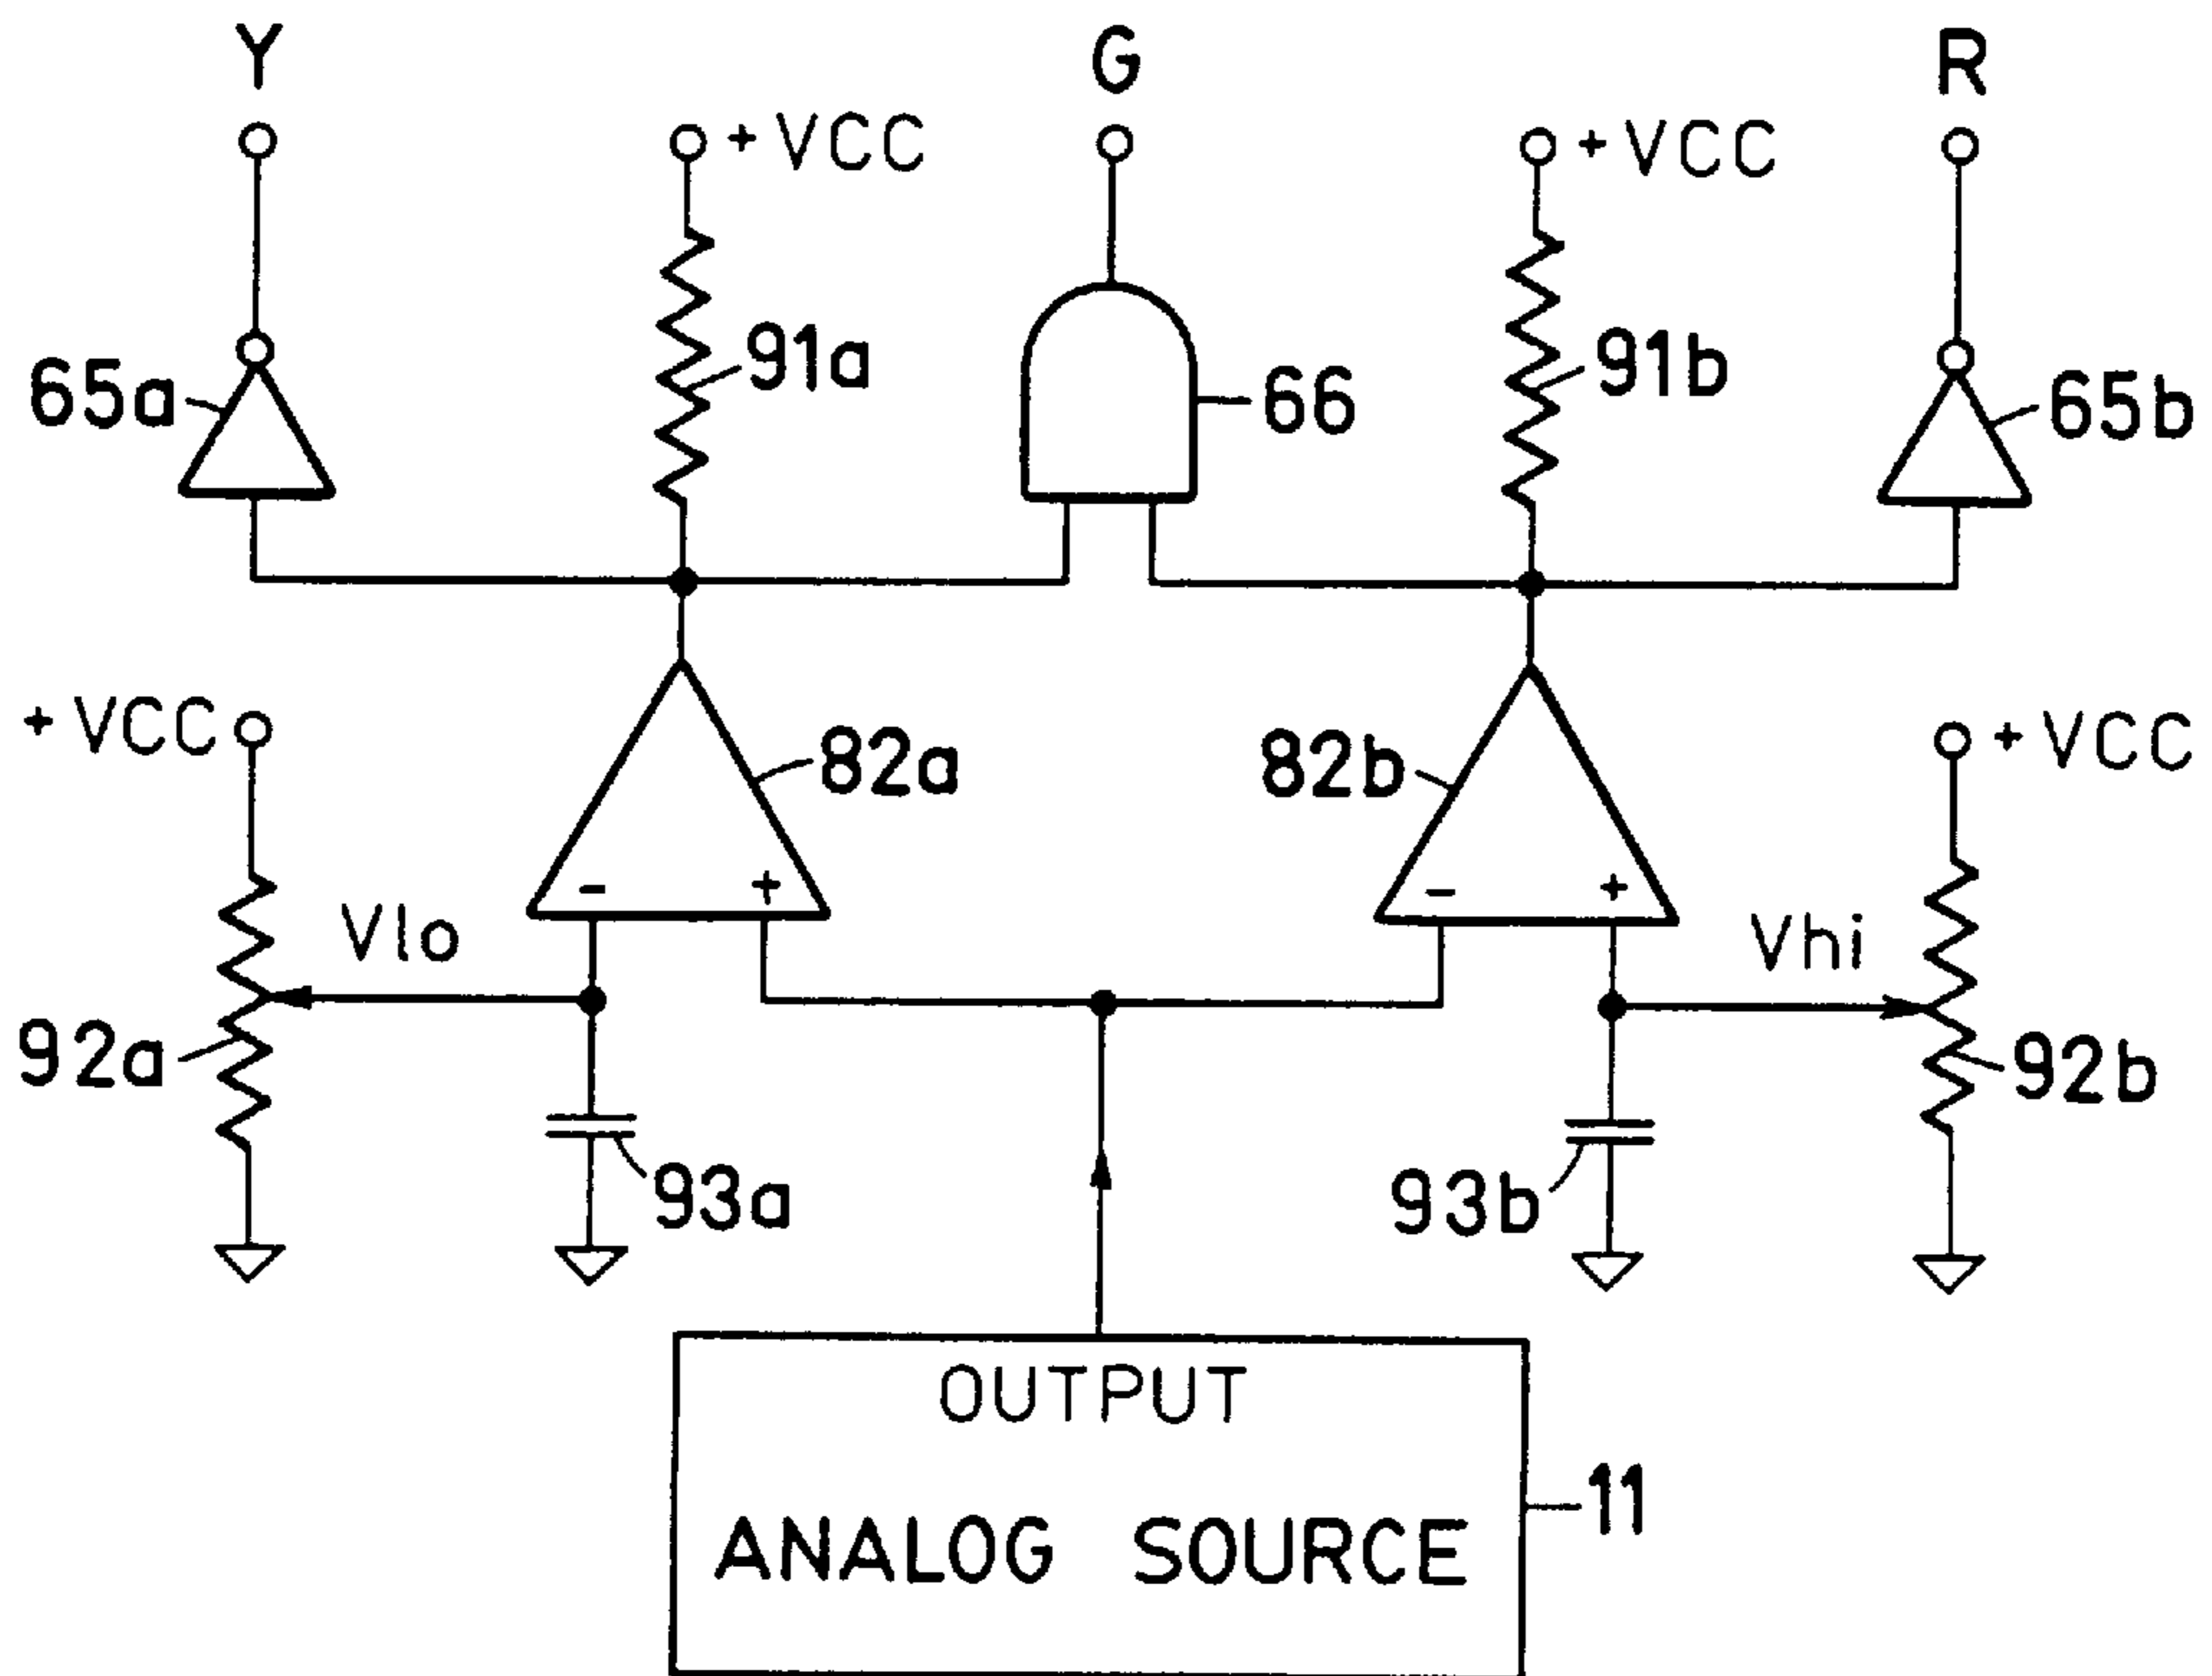 Y G R
+VCC +VCC
65a 91a 66 91b 65b
+VCC 82a 82b +VCC
- + - +
Vlo Vhi
92a 92b
93a 93b
OUTPUT
ANALOG SOURCE 11